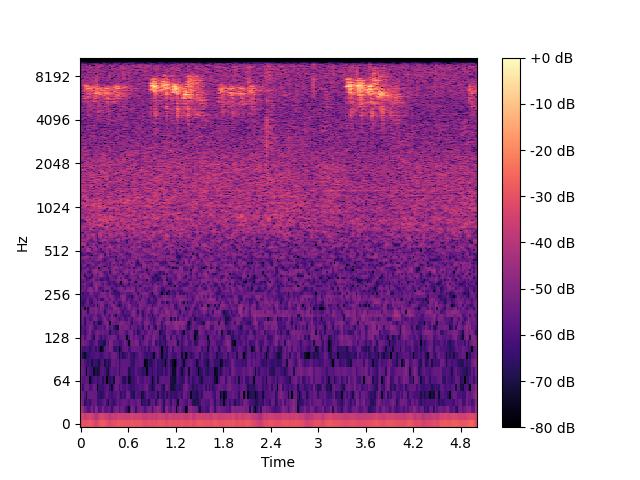 Hz
8192
4096
2048
1024
512
256
128
64
0
0 0.6 1.2 1.8 2.4 3 3.6 4.2 4.8
Time
+0 dB
-10 dB
-20 dB
-30 dB
-40 dB
-50 dB
-60 dB
-70 dB
-80 dB